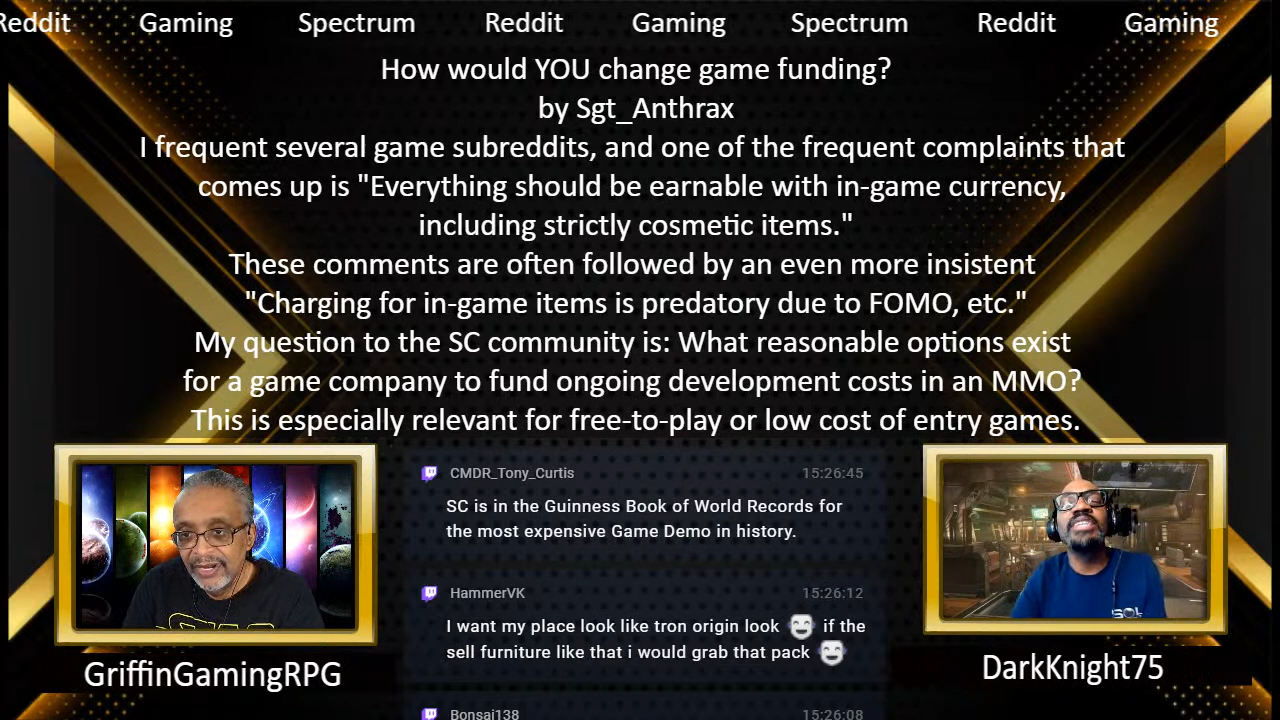 Reddit Gaming Spectrum Reddit Gaming Spectrum Reddit Gaming
How would YOU change game funding?
by Sgt_Anthrax
I frequent several game subreddits, and one of the frequent complaints that
comes up is "Everything should be earnable with in-game currency,
including strictly cosmetic items."
These comments are often followed by an even more insistent
"Charging for in-game items is predatory due to FOMO, etc."
My question to the SC community is: What reasonable options exist
for a game company to fund ongoing development costs in an MMO?
This is especially relevant for free-to-play or low cost of entry games.
CMDR_Tony_Curtis 15:26:45
SC is in the Guinness Book of World Records for
the most expensive Game Demo in history.
HammerVK 15:26:12
I want my place look like tron origin look if the
sell furniture like that i would grab that pack
Bonsai138 15:26:08
GriffinGamingRPG
DarkKnight75